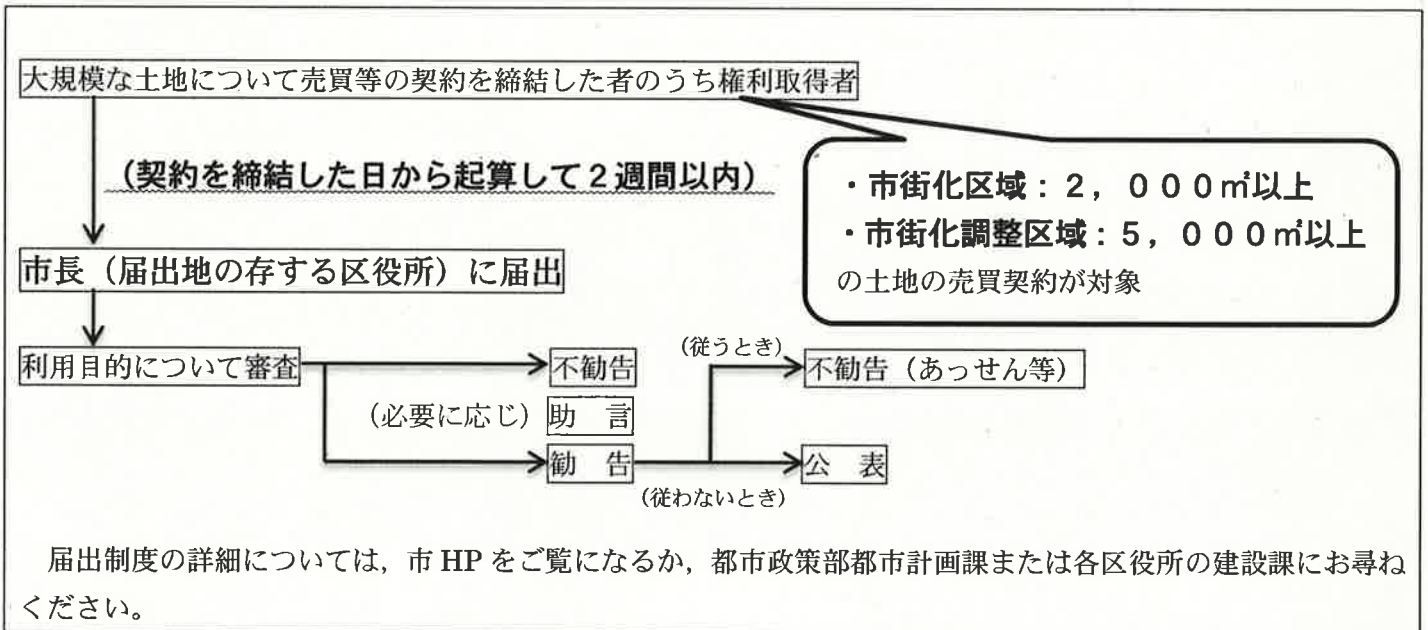 大規模な土地について売買等の契約を締結した者のうち権利取得者
(契約を締結した日から起算して2週間以内)
・市街化区域：2，０００㎡以上
・市街化調整区域：5，０００㎡以上
の土地の売買契約が対象
市長（届出地の存する区役所）に届出
利用目的について審査
不勧告
(従うとき)
不勧告（あっせん等）
（必要に応じ）助　言
勧　告
公　表
(従わないとき)
届出制度の詳細については，市 HP をご覧になるか，都市政策部都市計画課または各区役所の建設課にお尋ね
ください。